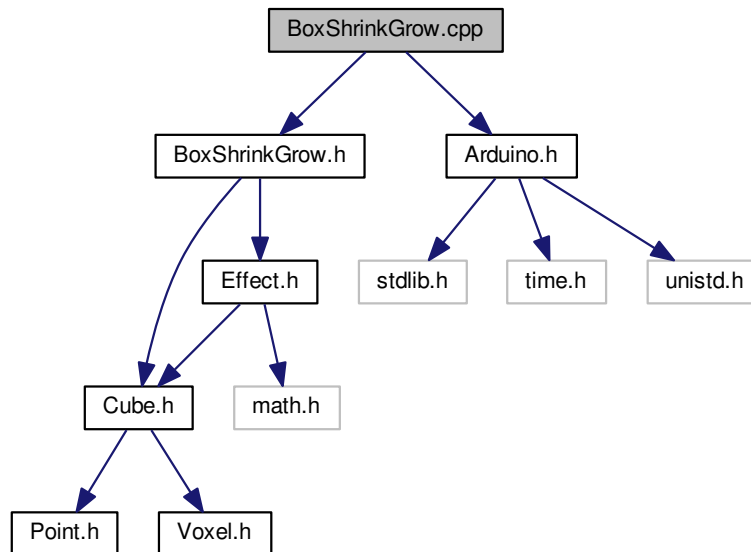 BoxShrinkGrow.cpp
BoxShrinkGrow.h
Arduino.h
Effect.h
stdlib.h
time.h
unistd.h
Cube.h
math.h
Point.h
Voxel.h